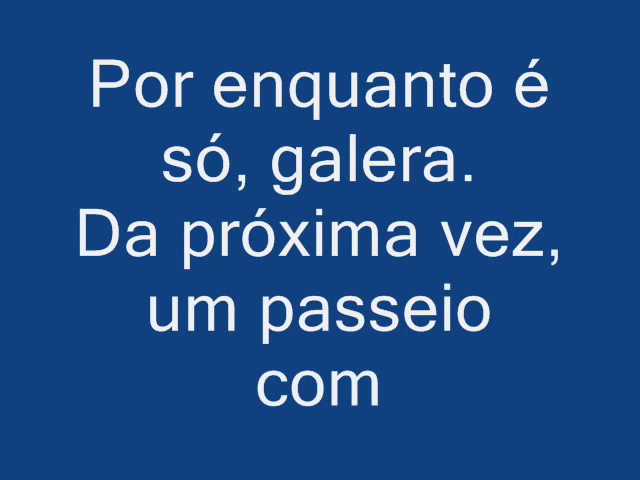 Por enquanto é
só, galera.
Da próxima vez,
um passeio
com